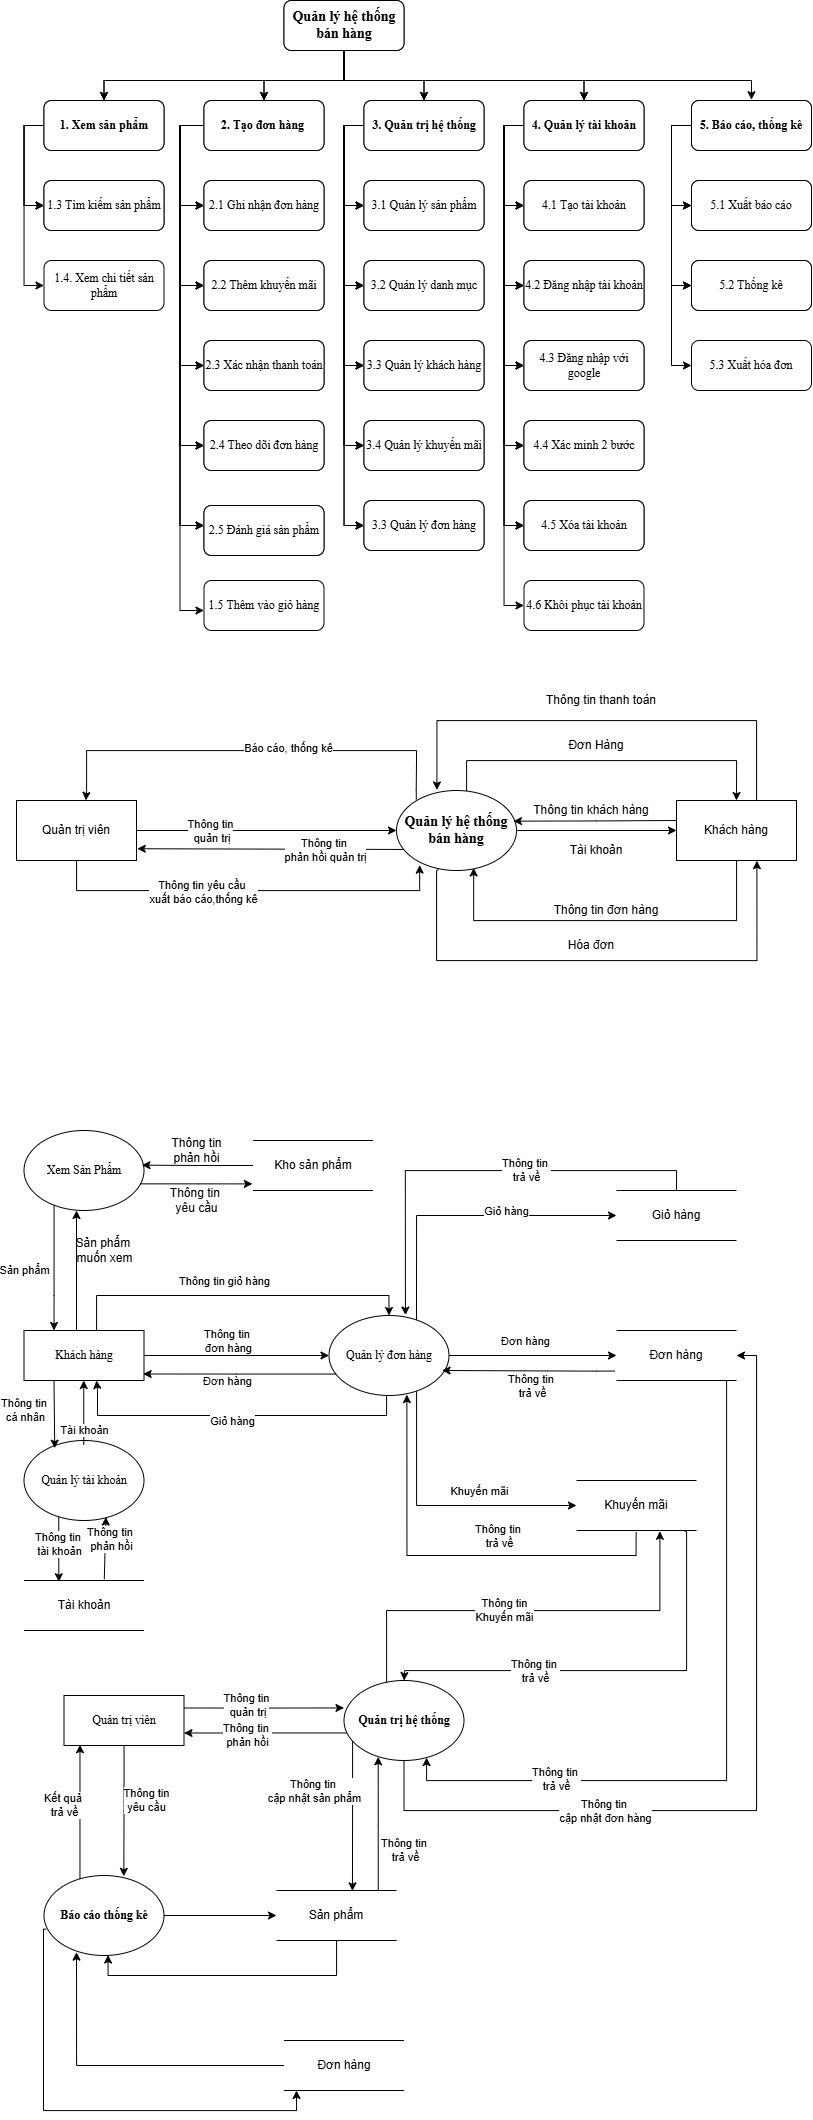 Quản lý hệ thống
bán hàng
1. Xem sản phẩm
2. Tạo đơn hàng
3. Quản trị hệ thống
4. Quản lý tài khoản
5. Báo cáo, thống kê
1.3 Tìm kiếm sản phẩm
2.1 Ghi nhận đơn hàng
3.1 Quản lý sản phẩm
4.1 Tạo tài khoản
5.1 Xuất báo cáo
1.4. Xem chi tiết sản
phẩm
2.2 Thêm khuyến mãi
3.2 Quản lý danh mục
4.2 Đăng nhập tài khoản
5.2 Thống kê
2.3 Xác nhận thanh toán
3.3 Quản lý khách hàng
4.3 Đăng nhập với
google
5.3 Xuất hóa đơn
2.4 Theo dõi đơn hàng
3.4 Quản lý khuyến mãi
4.4 Xác minh 2 bước
2.5 Đánh giá sản phẩm
3.3 Quản lý đơn hàng
4.5 Xóa tài khoản
1.5 Thêm vào giỏ hàng
4.6 Khôi phục tài khoản
Thông tin thanh toán
Báo cáo, thống kê
Đơn Hàng
Quản trị viên
Thông tin
quản trị
Thông tin
phản hồi quản trị
Quản lý hệ thống
bán hàng
Thông tin khách hàng
Khách hàng
Tài khoản
Thông tin yêu cầu
xuất báo cáo,thống kê
Thông tin đơn hàng
Hóa đơn
Xem Sản Phẩm
Thông tin
phản hồi
Kho sản phẩm
Thông tin
yêu cầu
Thông tin
trả về
Giỏ hàng
Giỏ hàng
Sản phẩm
muốn xem
Sản phẩm
Thông tin giỏ hàng
Khách hàng
Thông tin
đơn hàng
Quản lý đơn hàng
Đơn hàng
Đơn hàng
Đơn hàng
Thông tin
trả về
Thông tin
cá nhân
Tài khoản
Giỏ hàng
Quản lý tài khoản
Khuyến mãi
Khuyến mãi
Thông tin
tài khoản
Thông tin
phản hồi
Thông tin
trả về
Tài khoản
Thông tin
Khuyến mãi
Thông tin
trả về
Quản trị viên
Thông tin
quản trị
Thông tin
phản hồi
Quản trị hệ thống
Thông tin
cập nhật sản phẩm
Thông tin
trả về
Thông tin
cập nhật đơn hàng
Kết quả
trả về
Thông tin
yêu cầu
Thông tin
trả về
Báo cáo thống kê
Sản phẩm
Đơn hàng